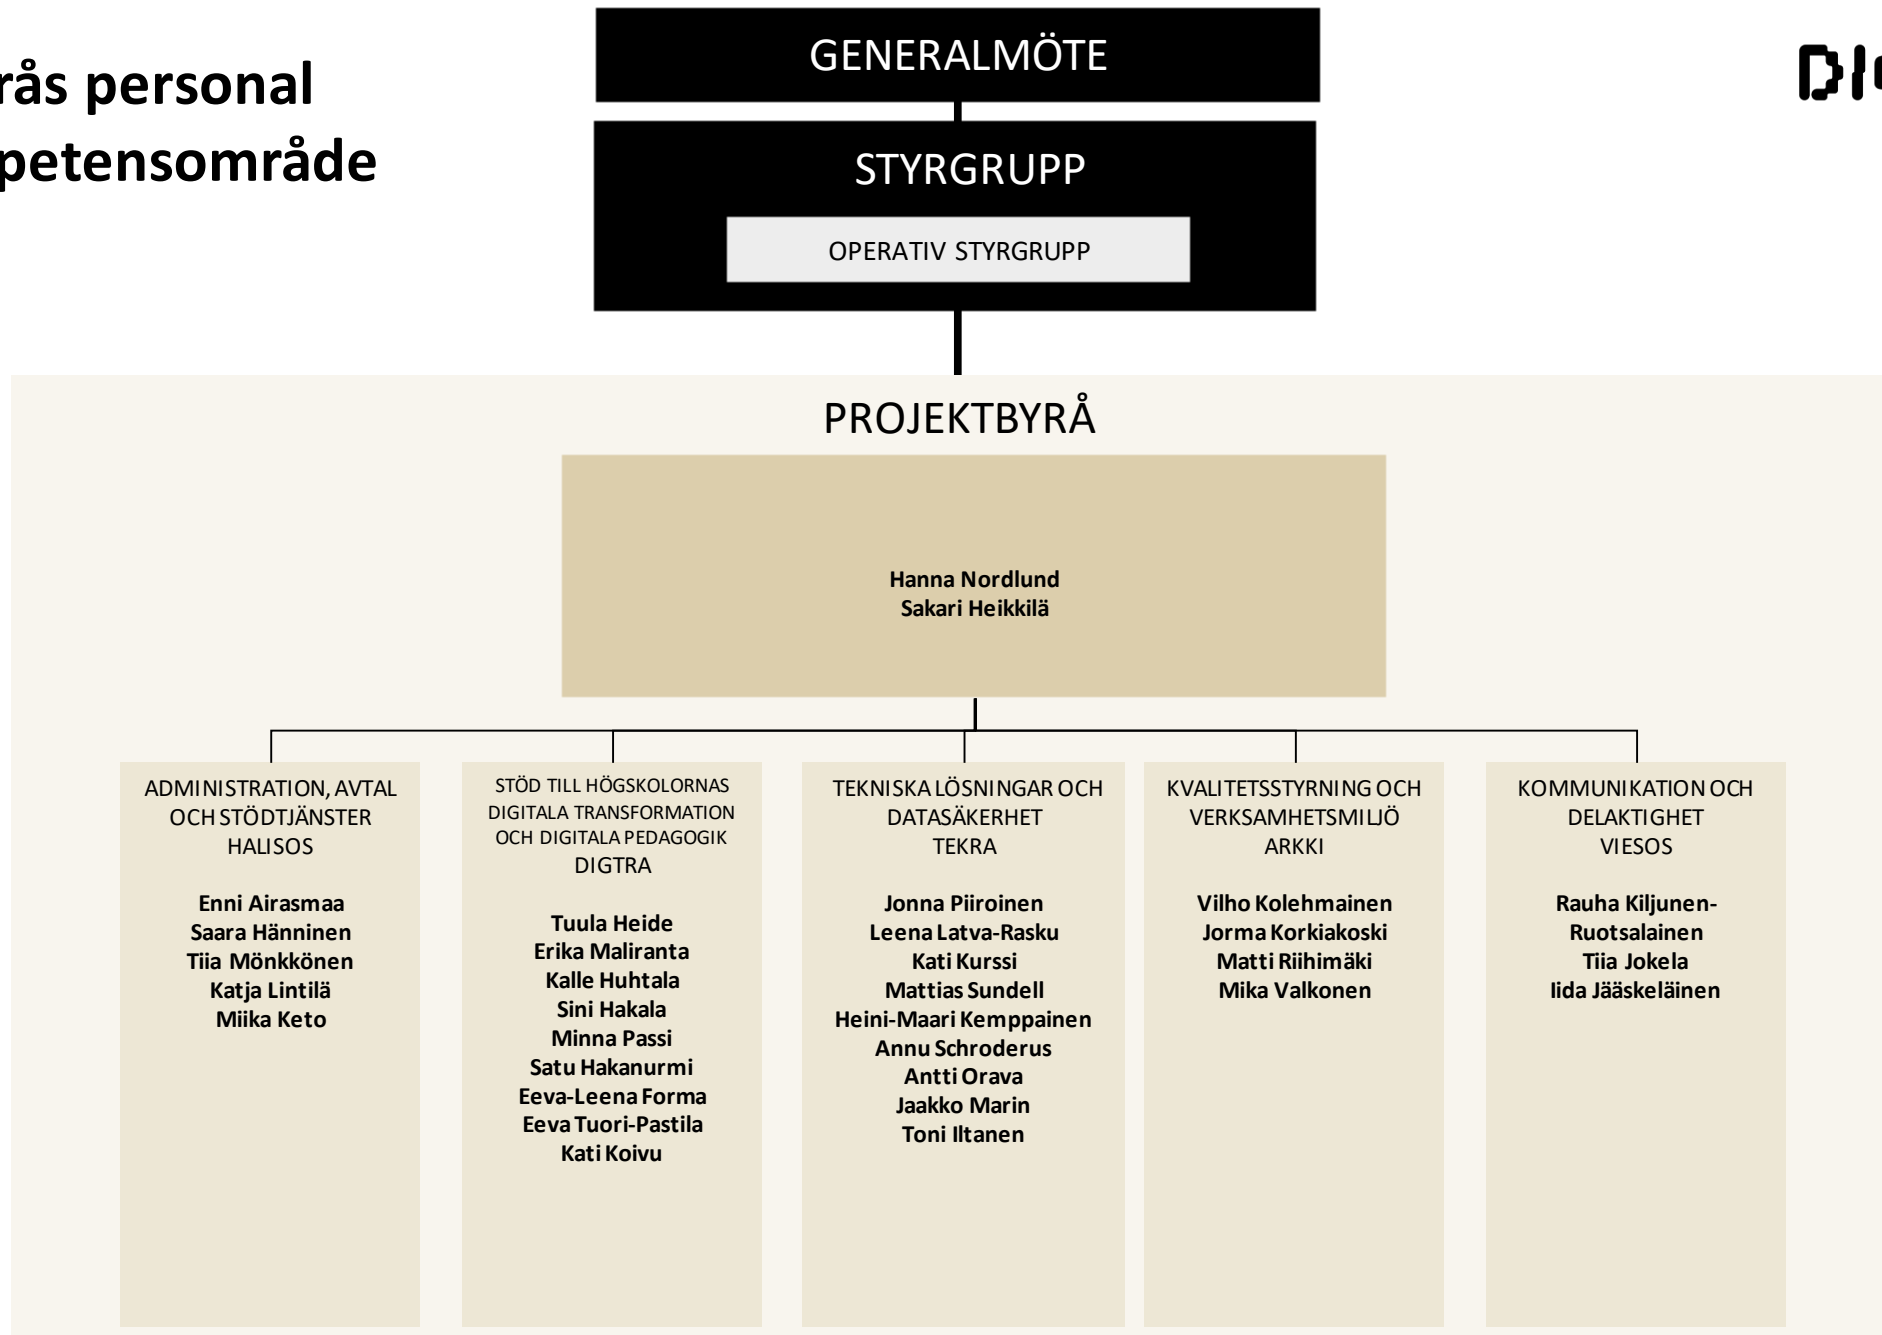 rås personal
petensområde
GENERALMÖTE
STYRGRUPP
OPERATIV STYRGRUPP
PROJEKTBYRÅ
Hanna Nordlund
Sakari Heikkilä
ADMINISTRATION, AVTAL
OCH STÖDTJÄNSTER
HALISOS
Enni Airasmaa
Saara Hänninen
Tiia Mönkkönen
Katja Lintilä
Miika Keto
STÖD TILL HÖGSKOLORNAS
DIGITALA TRANSFORMATION
OCH DIGITALA PEDAGOGIK
DIGTRA
Tuula Heide
Erika Maliranta
Kalle Huhtala
Sini Hakala
Minna Passi
Satu Hakanurmi
Eeva-Leena Forma
Eeva Tuori-Pastila
Kati Koivu
TEKNISKA LÖSNINGAR OCH
DATASÄKERHET
TEKRA
Jonna Piiroinen
Leena Latva-Rasku
Kati Kurssi
Mattias Sundell
Heini-Maari Kemppainen
Annu Schroderus
Antti Orava
Jaakko Marin
Toni Iltanen
KVALITETSSTYRNING OCH
VERKSAMHETSMILJÖ
ARKKI
Vilho Kolehmainen
Jorma Korkiakoski
Matti Riihimäki
Mika Valkonen
KOMMUNIKATION OCH
DELAKTIGHET
VIESOS
Rauha Kiljunen-
Ruotsalainen
Tiia Jokela
Iida Jääskeläinen